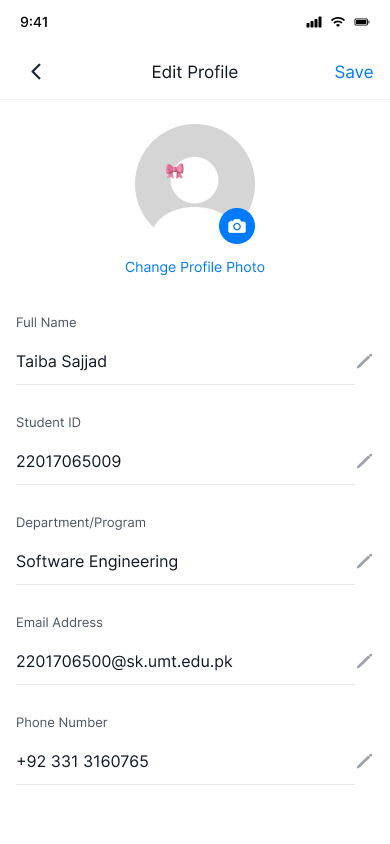 9:41
Edit Profile
Save
Change Profile Photo
Full Name
Taiba Sajjad
Student ID
22017065009
Department/Program
Software Engineering
Email Address
2201706500@sk.umt.edu.pk
Phone Number
+92 331 3160765